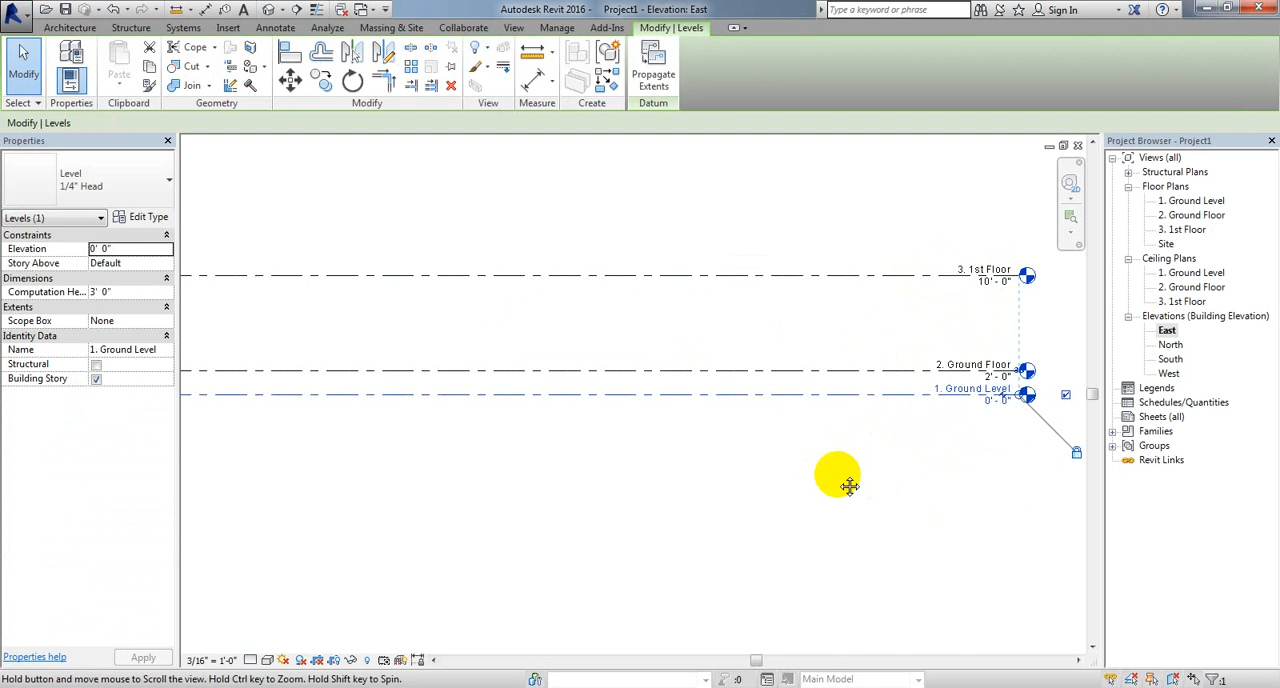 Autodesk Revit 2016 - Project1 - Elevation: East
Type a keyword or phrase
Sign In
Architecture Structure Systems Insert Annotate Analyze Massing & Site Collaborate View Manage Add-Ins Modify | Levels
Modify
Paste
Cope
Cut
Join
Propagate
Extents
Select Properties Clipboard Geometry Modify View Measure Create Datum
Modify | Levels
Properties
Level
1/4" Head
Levels (1)
Edit Type
Constraints
Elevation 0' 0"
Story Above Default
Dimensions
Computation He... 3' 0"
Extents
Scope Box None
Identity Data
Name 1. Ground Level
Structural
Building Story
Properties help
Apply
3. 1st Floor
10' - 0"
2. Ground Floor
2' - 0"
1. Ground Level
0' - 0"
2D
Project Browser - Project1
Views (all)
Structural Plans
Floor Plans
1. Ground Level
2. Ground Floor
3. 1st Floor
Site
Ceiling Plans
1. Ground Level
2. Ground Floor
3. 1st Floor
Elevations (Building Elevation)
East
North
South
West
Legends
Schedules/Quantities
Sheets (all)
Families
Groups
Revit Links
3/16" = 1'-0"
Hold button and move mouse to Scroll the view. Hold Ctrl key to Zoom. Hold Shift key to Spin.
:0
Main Model
:1